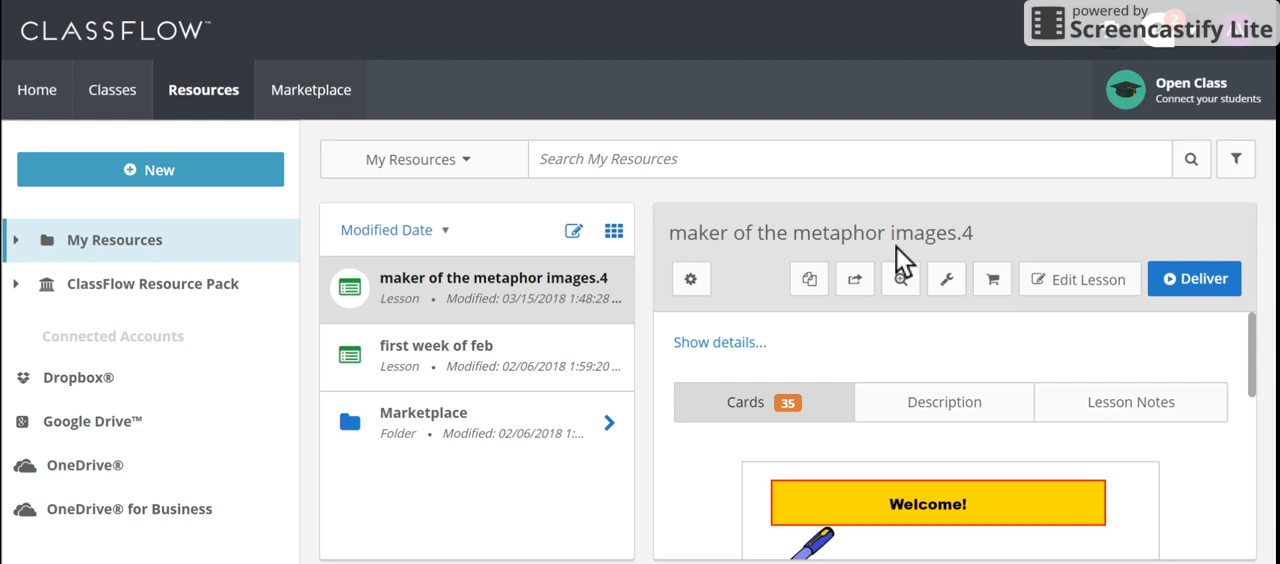 CLASSFLOW™
powered by
Screencastify Lite
2
Home
Classes
Resources
Marketplace
Open Class
Connect your students
New
My Resources
Search My Resources
My Resources
ClassFlow Resource Pack
Connected Accounts
Dropbox®
Google Drive™
OneDrive®
OneDrive® for Business
Modified Date
maker of the metaphor images.4
Lesson • Modified: 03/15/2018 1:48:28 ...
first week of feb
Lesson • Modified: 02/06/2018 1:59:20 ...
Marketplace
Folder • Modified: 02/06/2018 1:...
maker of the metaphor images.4
Edit Lesson
Deliver
Show details...
Cards 35
Description
Lesson Notes
Welcome!